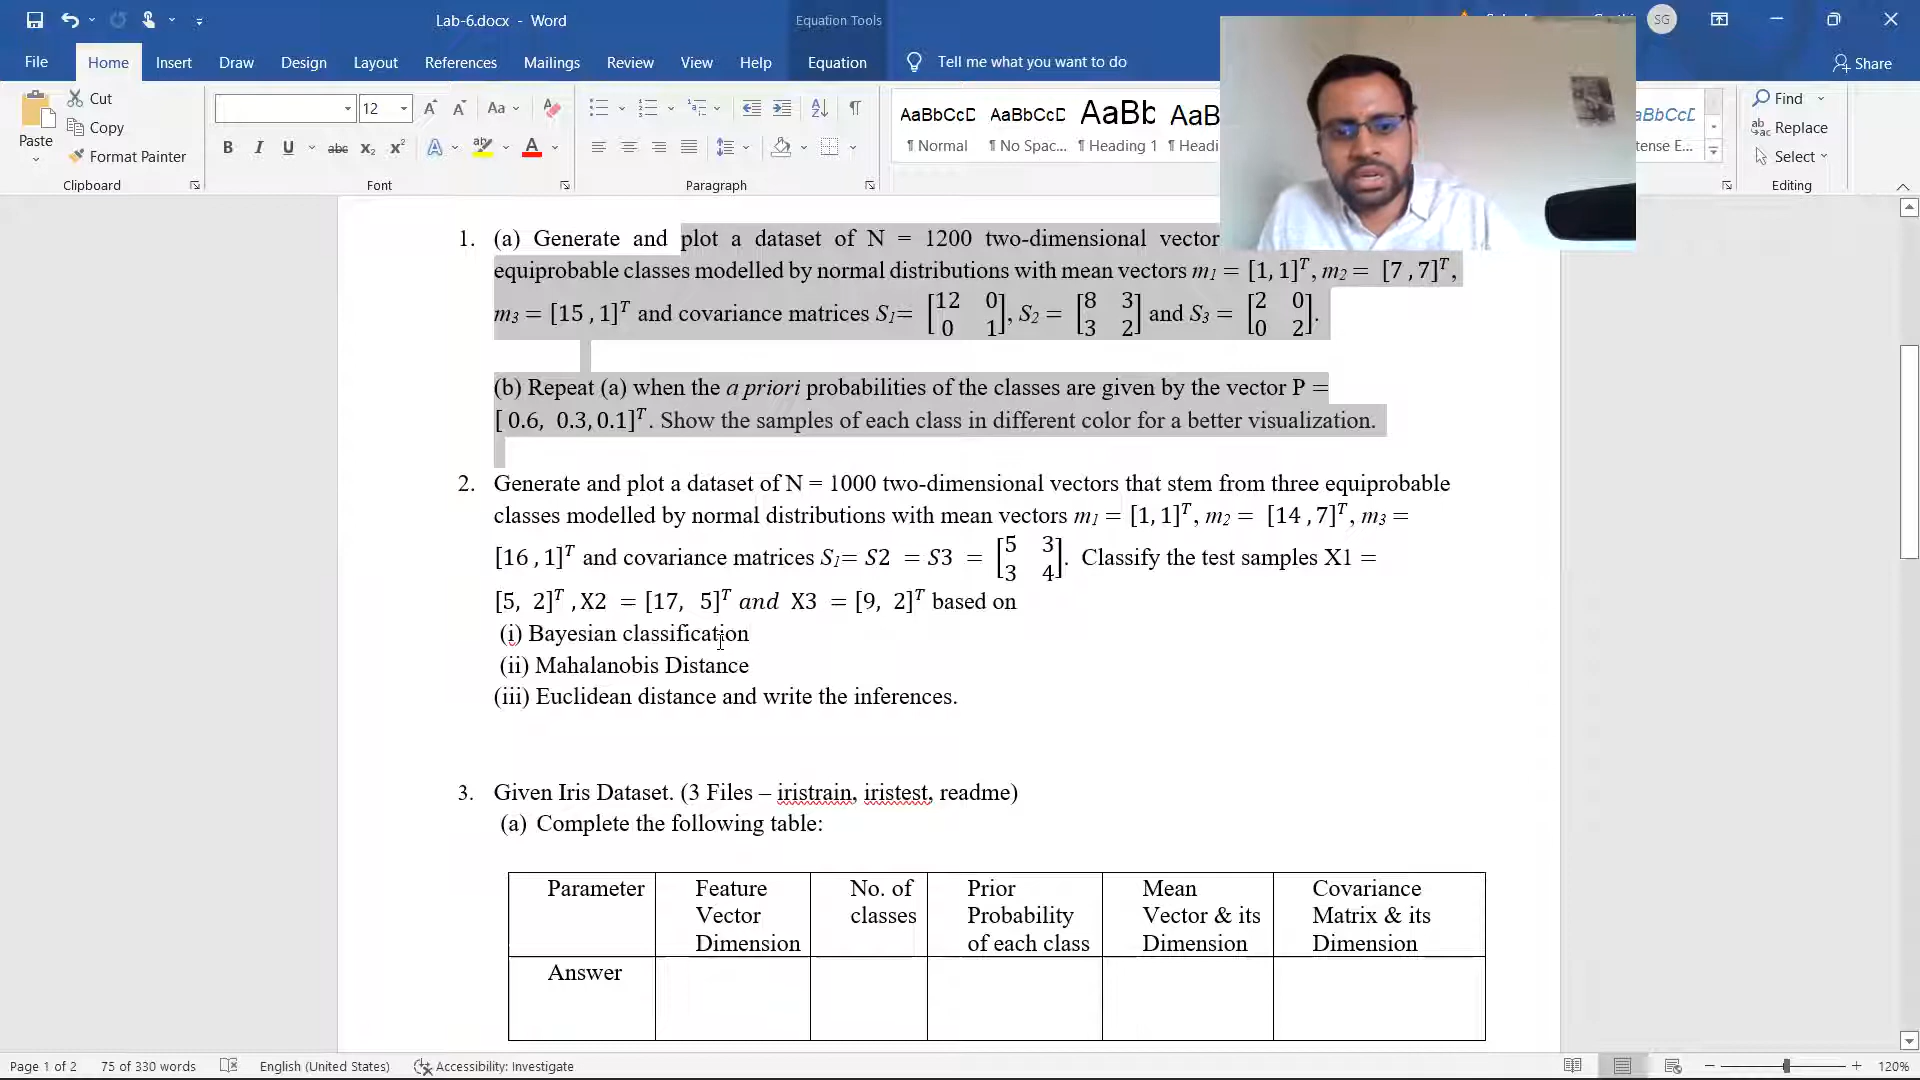 Lab-6.docx - Word
Equation Tools
SG
File Home Insert Draw Design Layout References Mailings Review View Help Equation Tell me what you want to do Share
Paste
Cut
Copy
Format Painter
Clipboard
12
Aa
B I U abc x₂ x² A ab A
Font
Paragraph
AaBbCcD AaBbCcD AaBb AaB
¶ Normal ¶ No Spac... ¶ Heading 1 ¶ Headi
aBbCcD
tense E...
Find
Replace
Select
Editing
1. (a) Generate and plot a dataset of N = 1200 two-dimensional vector
equiprobable classes modelled by normal distributions with mean vectors m₁ = [1, 1]ᵀ, m₂ = [7 , 7]ᵀ,
m₃ = [15 , 1]ᵀ and covariance matrices S₁= [12 0; 0 1], S₂ = [8 3; 3 2] and S₃ = [2 0; 0 2].
(b) Repeat (a) when the a priori probabilities of the classes are given by the vector P =
[ 0.6, 0.3, 0.1]ᵀ. Show the samples of each class in different color for a better visualization.
2. Generate and plot a dataset of N = 1000 two-dimensional vectors that stem from three equiprobable
classes modelled by normal distributions with mean vectors m₁ = [1, 1]ᵀ, m₂ = [14 , 7]ᵀ, m₃ =
[16 , 1]ᵀ and covariance matrices S₁= S2 = S3 = [5 3; 3 4]. Classify the test samples X1 =
[5, 2]ᵀ , X2 = [17, 5]ᵀ and X3 = [9, 2]ᵀ based on
(i) Bayesian classification
(ii) Mahalanobis Distance
(iii) Euclidean distance and write the inferences.
3. Given Iris Dataset. (3 Files – iristrain, iristest, readme)
(a) Complete the following table:
Parameter
Feature Vector Dimension
No. of classes
Prior Probability of each class
Mean Vector & its Dimension
Covariance Matrix & its Dimension
Answer
Page 1 of 2 75 of 330 words English (United States) Accessibility: Investigate 120%